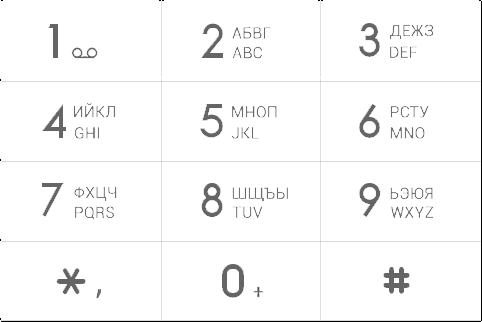 1
2 АБВГ
ABC
3 ДЕЖЗ
DEF
4 ИЙКЛ
GHI
5 МНОП
JKL
6 РСТУ
MNO
7 ФХЦЧ
PQRS
8 ШЩЪЫ
TUV
9 ЬЭЮЯ
WXYZ
* ,
0 +
#